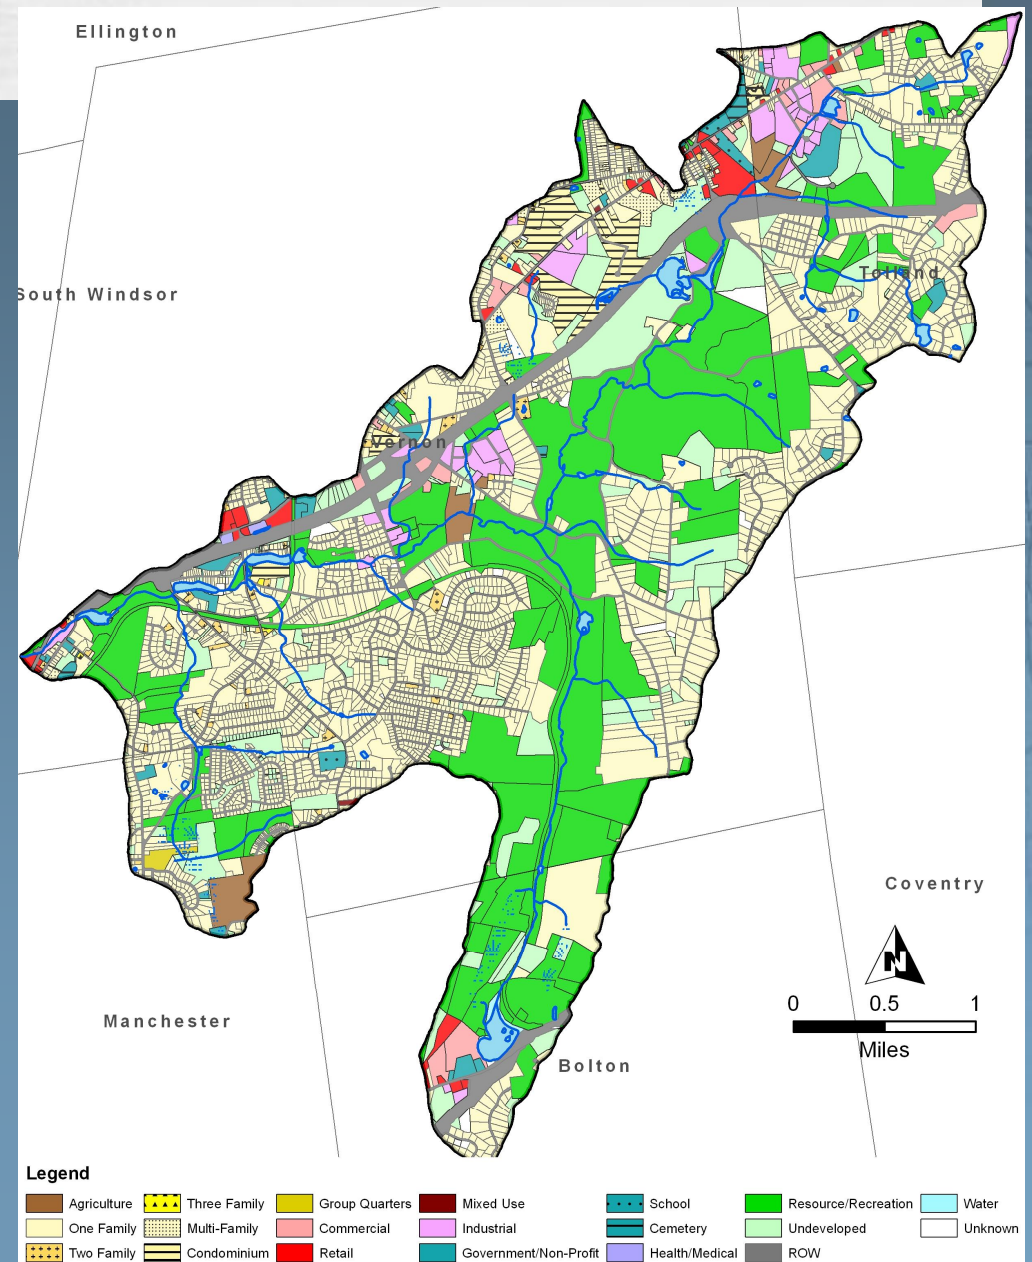 Ellington
South Windsor
Tolland
Vernon
Coventry
Manchester
Bolton
N
0 0.5 1
Miles
Legend
Agriculture Three Family Group Quarters Mixed Use School Resource/Recreation Water
One Family Multi-Family Commercial Industrial Cemetery Undeveloped Unknown
Two Family Condominium Retail Government/Non-Profit Health/Medical ROW